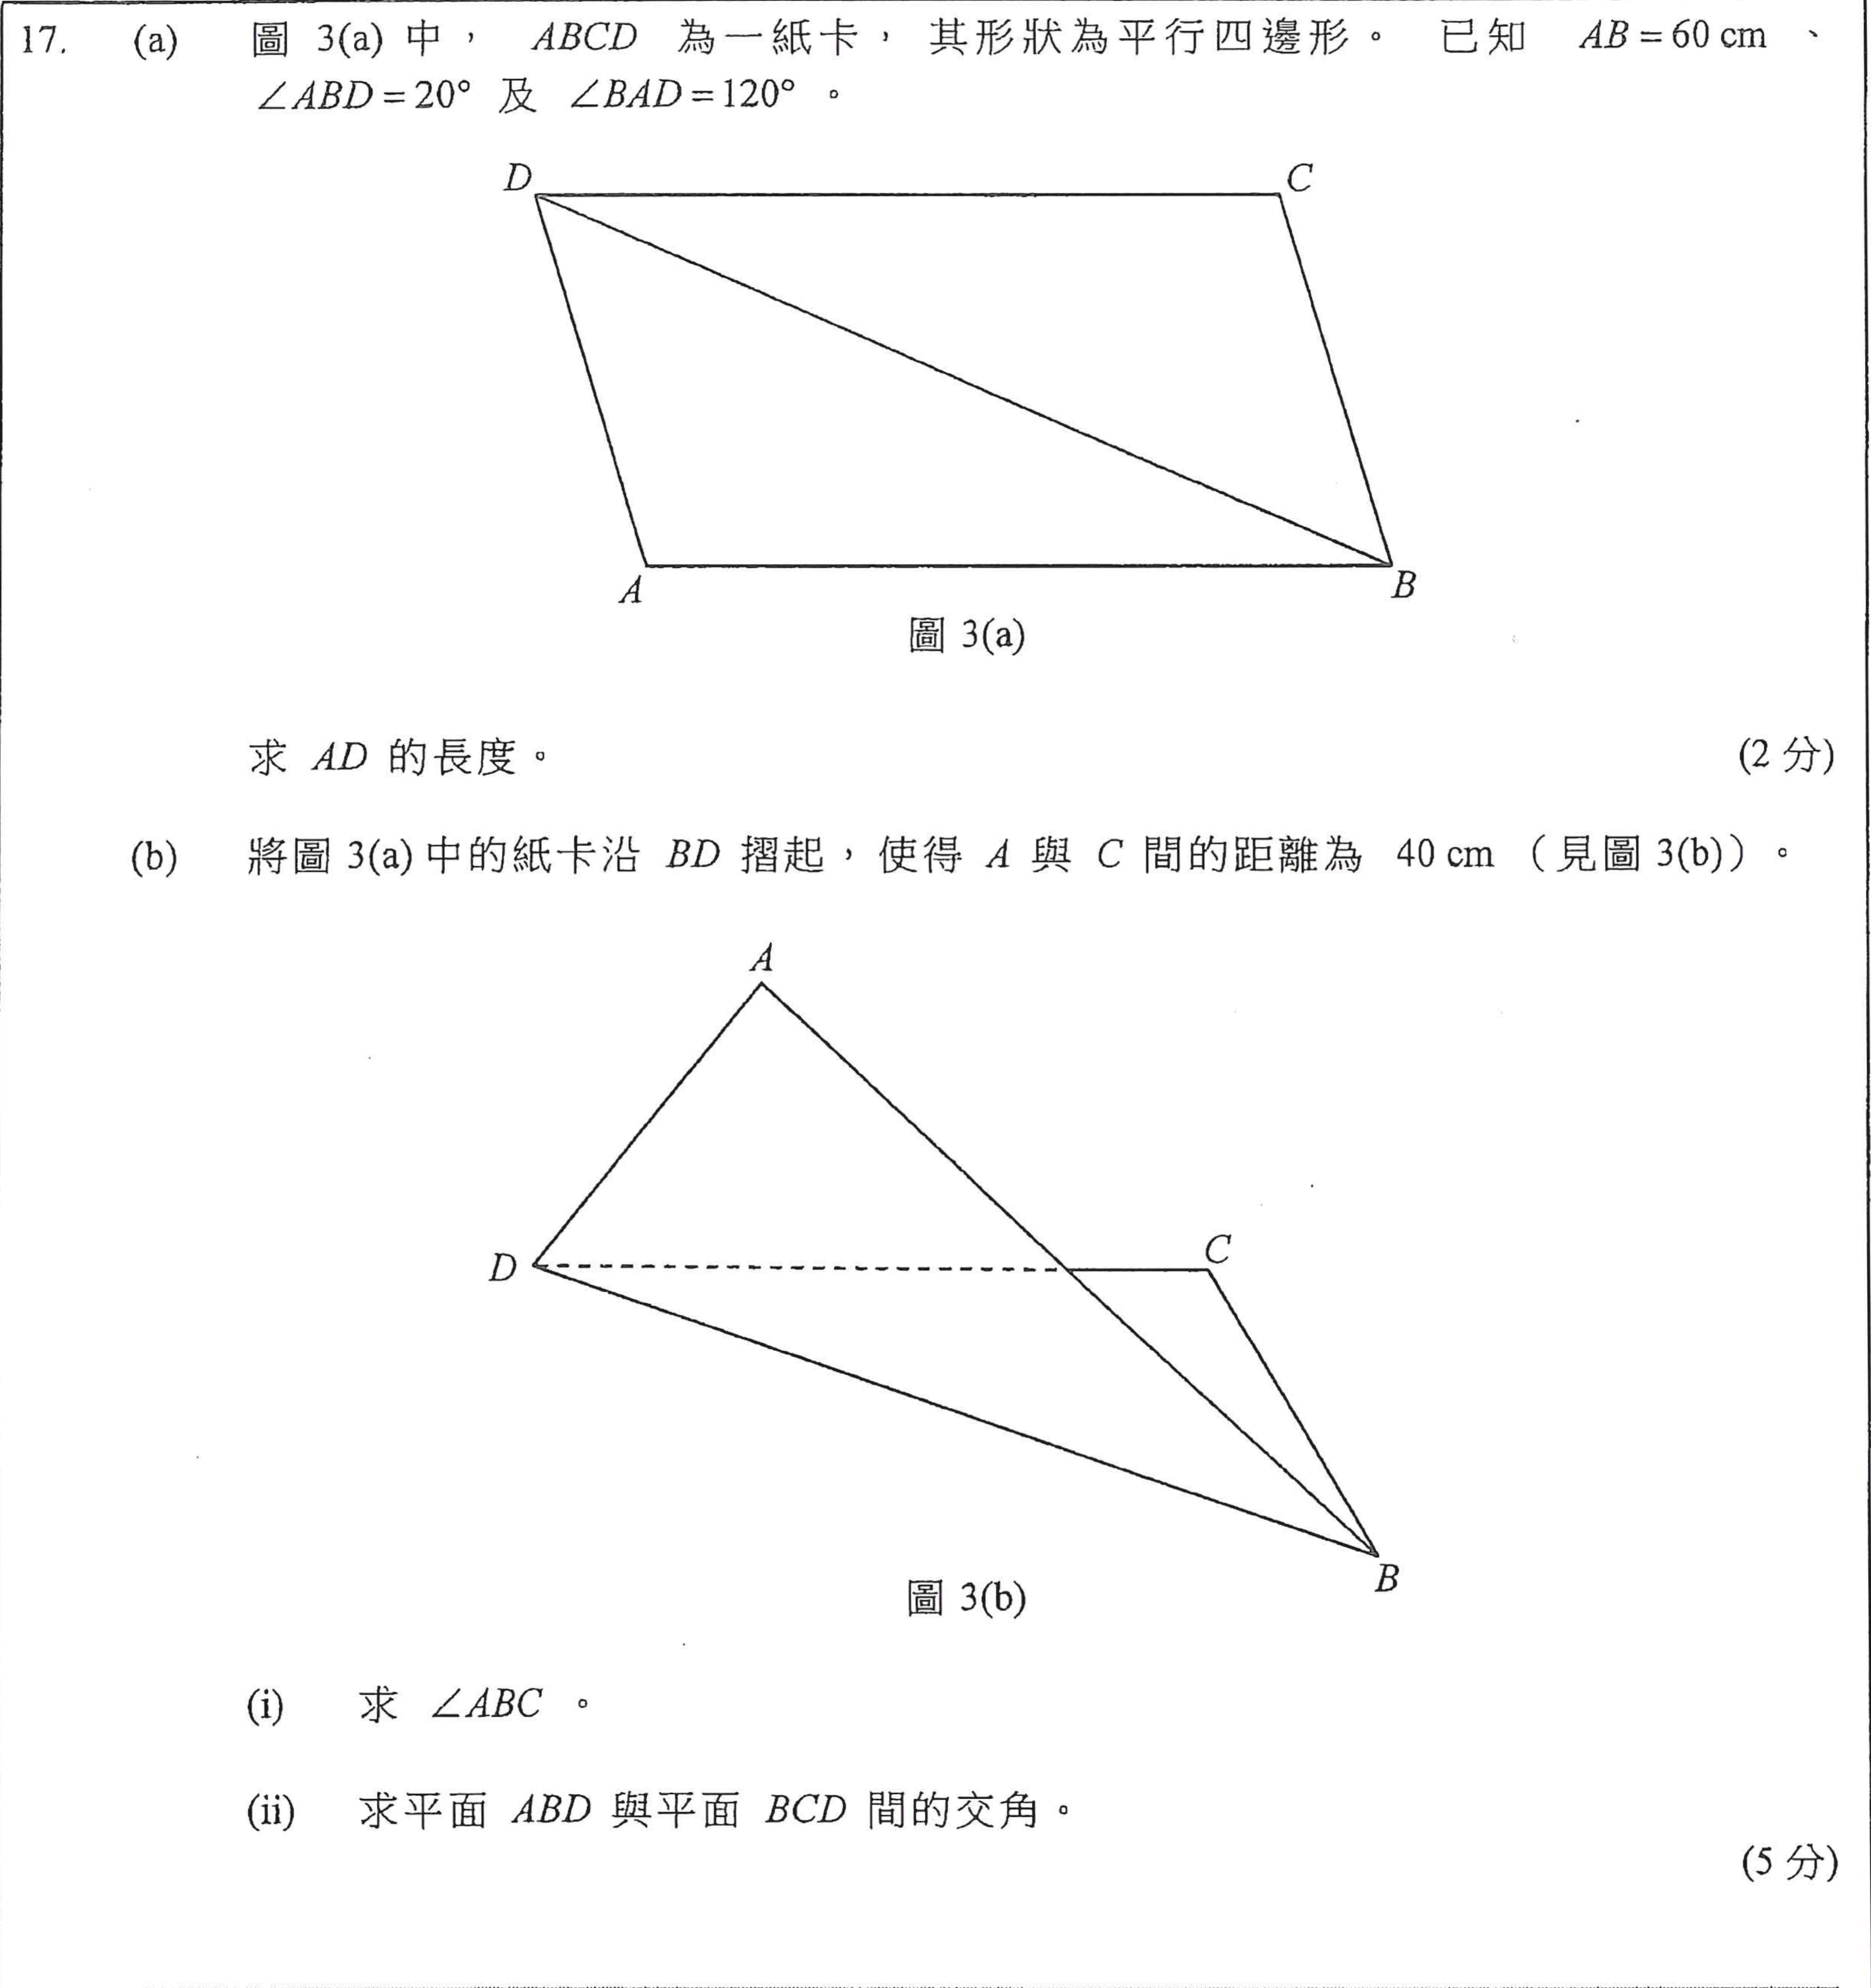 17. (a) 圖 3(a) 中， ABCD 為一紙卡，其形狀為平行四邊形。 已知 AB = 60 cm 、
∠ABD = 20° 及 ∠BAD = 120° 。
D C
A B
圖 3(a)
求 AD 的長度。 (2 分)
(b) 將圖 3(a) 中的紙卡沿 BD 摺起，使得 A 與 C 間的距離為 40 cm （見圖 3(b)）。
A
D C
B
圖 3(b)
(i) 求 ∠ABC 。
(ii) 求平面 ABD 與平面 BCD 間的交角。
(5 分)